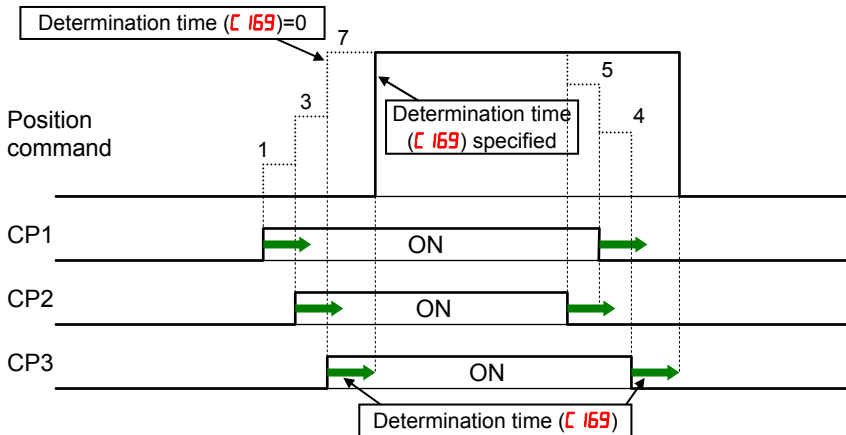 Determination time (C169)=0
7
5
3
Determination time
(C169) specified
4
Position
command
1
CP1
ON
CP2
ON
CP3
ON
Determination time (C169)